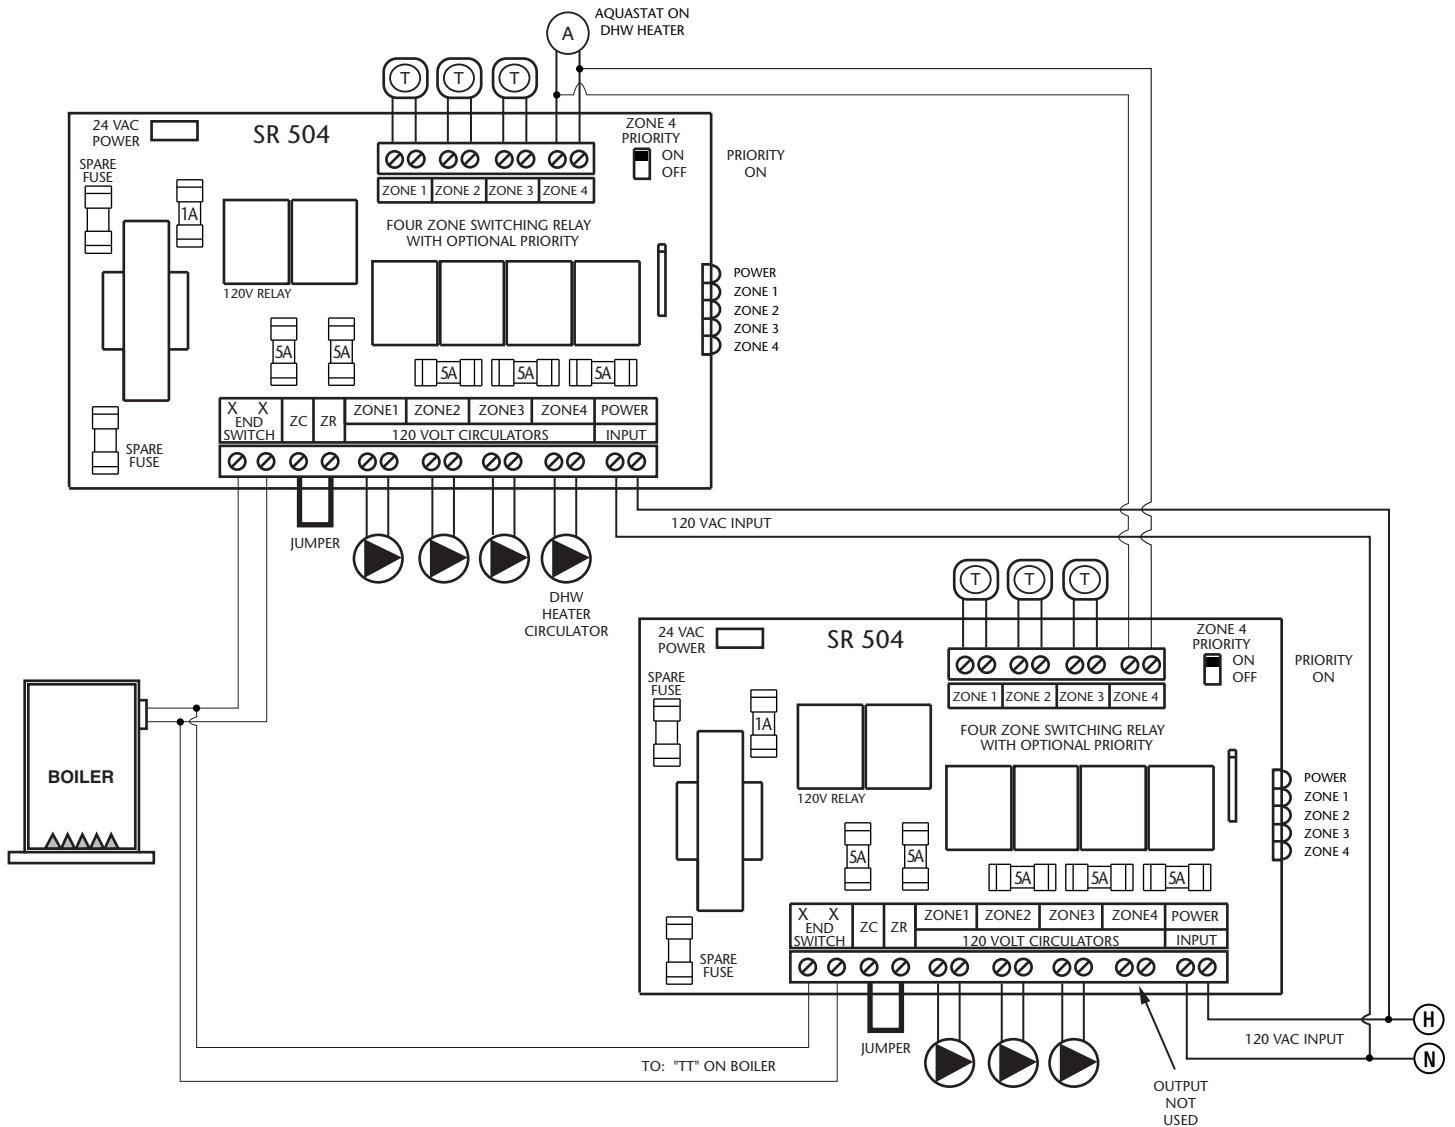 AQUASTAT ON
DHW HEATER
A
T T T
24 VAC
POWER
SR 504
ZONE 4
PRIORITY
ON
OFF
PRIORITY
ON
SPARE
FUSE
1A
ZONE 1 ZONE 2 ZONE 3 ZONE 4
FOUR ZONE SWITCHING RELAY
WITH OPTIONAL PRIORITY
120V RELAY
POWER
ZONE 1
ZONE 2
ZONE 3
ZONE 4
5A 5A
5A 5A 5A
X X
END
SWITCH
ZC ZR
ZONE1 ZONE2 ZONE3 ZONE4 POWER
120 VOLT CIRCULATORS INPUT
SPARE
FUSE
JUMPER
120 VAC INPUT
DHW
HEATER
CIRCULATOR
BOILER
T T T
24 VAC
POWER
SR 504
ZONE 4
PRIORITY
ON
OFF
PRIORITY
ON
SPARE
FUSE
1A
ZONE 1 ZONE 2 ZONE 3 ZONE 4
FOUR ZONE SWITCHING RELAY
WITH OPTIONAL PRIORITY
120V RELAY
POWER
ZONE 1
ZONE 2
ZONE 3
ZONE 4
5A 5A
5A 5A 5A
X X
END
SWITCH
ZC ZR
ZONE1 ZONE2 ZONE3 ZONE4 POWER
120 VOLT CIRCULATORS INPUT
SPARE
FUSE
JUMPER
120 VAC INPUT
H
N
TO: "TT" ON BOILER
OUTPUT
NOT
USED